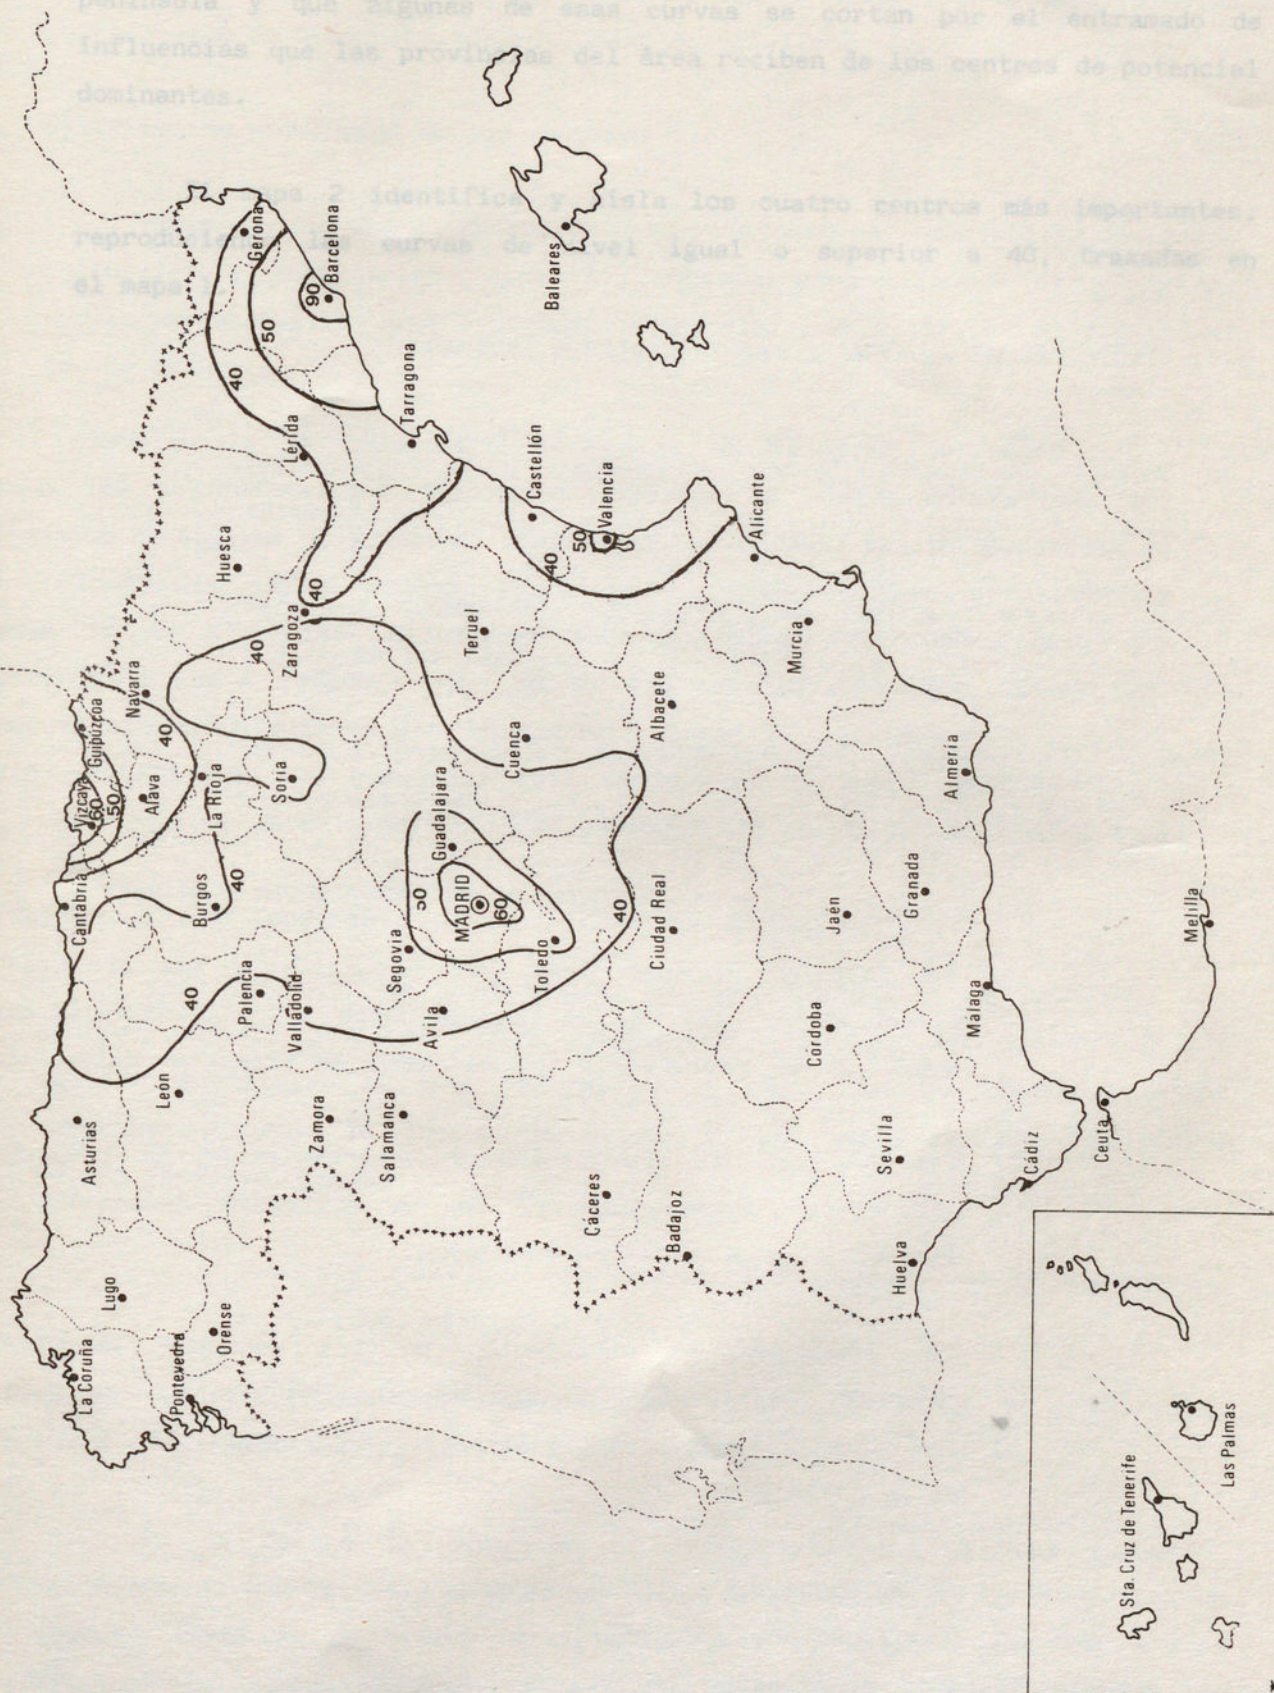 península y que algunas de esas curvas se cortan por el entramado de
influencias que las provincias del área reciben de los centros de potencial
dominantes.
mapa 2 identifica y aísla los cuatro centros más importantes,
reproduciendo las curvas de nivel igual o superior a 40, trazadas en
el mapa
La Coruña
Lugo
Pontevedra
Orense
Asturias
León
Cantabria
Vizcaya
60
50
Guipúzcoa
Alava
Navarra
40
La Rioja
Burgos
40
Palencia
40
Valladolid
Zamora
Salamanca
Soria
Zaragoza
40
40
Huesca
Lérida
40
Gerona
50
90
Barcelona
Tarragona
Segovia
Avila
50
MADRID
60
Guadalajara
Toledo
Cuenca
Teruel
Castellón
40
50
Valencia
Alicante
Baleares
Cáceres
Badajoz
Ciudad Real
40
Albacete
Murcia
Huelva
Sevilla
Córdoba
Jaén
Granada
Almería
Málaga
Cádiz
Ceuta
Melilla
Sta. Cruz de Tenerife
Las Palmas